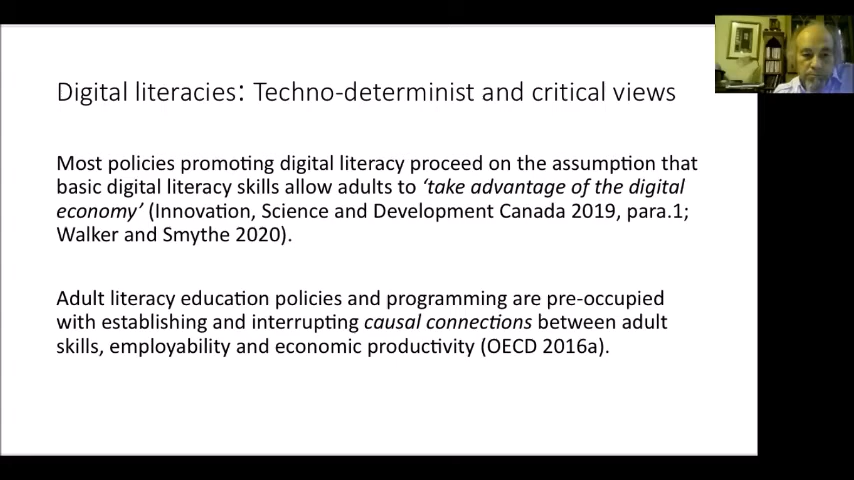 Digital literacies: Techno-determinist and critical views
Most policies promoting digital literacy proceed on the assumption that
basic digital literacy skills allow adults to ‘take advantage of the digital
economy’ (Innovation, Science and Development Canada 2019, para.1;
Walker and Smythe 2020).
Adult literacy education policies and programming are pre-occupied
with establishing and interrupting causal connections between adult
skills, employability and economic productivity (OECD 2016a).